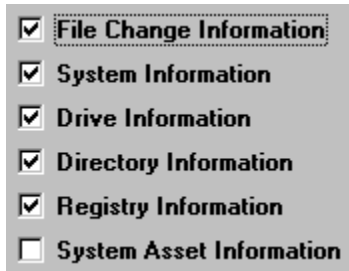 File Change Information
System Information
Drive Information
Directory Information
Registry Information
System Asset Information